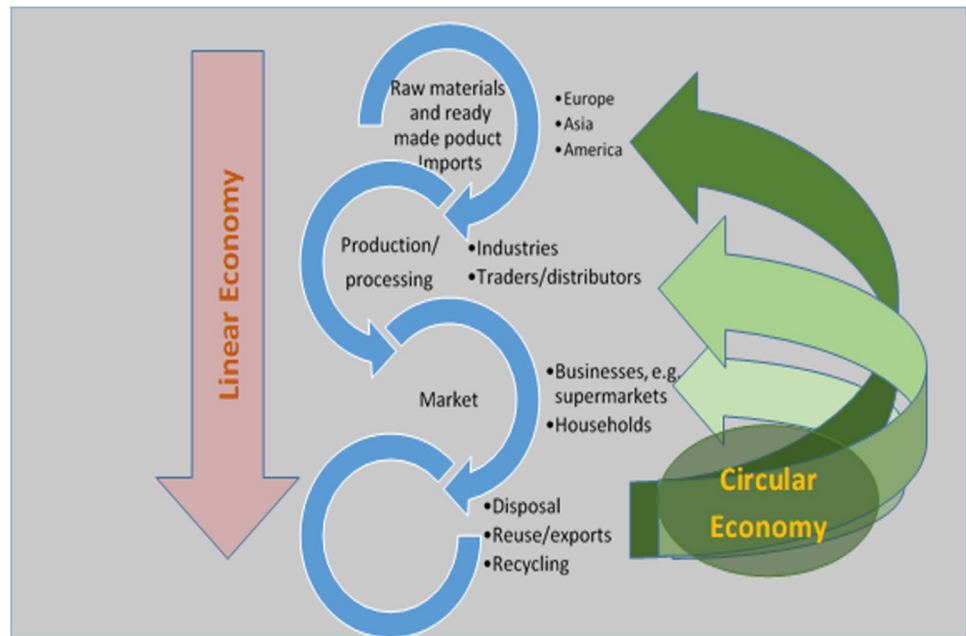 Linear Economy
Raw materials
and ready
made poduct
Imports
•Europe
•Asia
•America
Production/
processing
•Industries
•Traders/distributors
Market
•Businesses, e.g.
supermarkets
•Households
•Disposal
•Reuse/exports
•Recycling
Circular
Economy